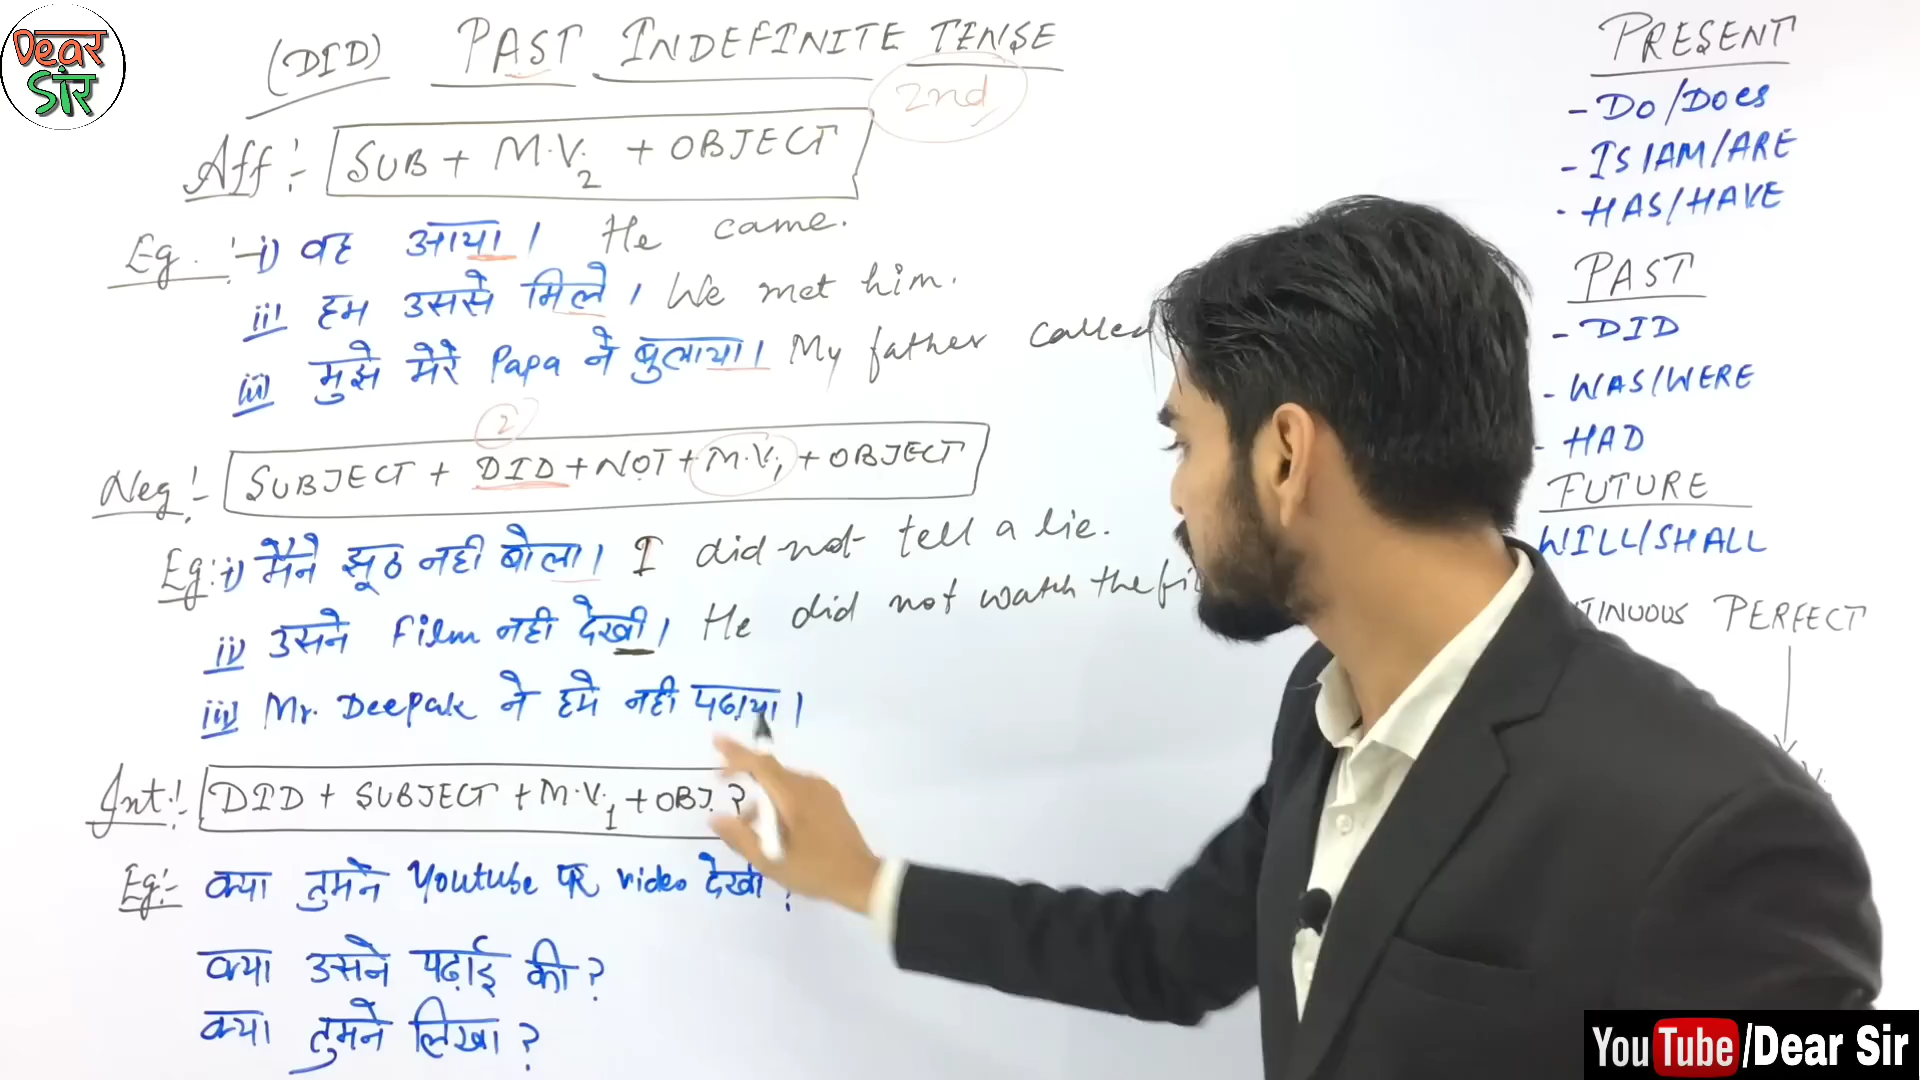 Dear सर
(DID) PAST INDEFINITE TENSE
2nd
Aff:- SUB + M.V.2 + OBJECT
Eg. :- i) वह आया। He came.
ii) हम उससे मिले। We met him.
iii) मुझे मेरे Papa ने बुलाया। My father called
2
Neg:- SUBJECT + DID + NOT + M.V.1 + OBJECT
Eg:- i) मैंने झूठ नही बोला। I did not tell a lie.
ii) उसने Film नही देखी। He did not watch the fi
iii) Mr. Deepak ने हमे नही पढ़ाया।
Int:- DID + SUBJECT + M.V.1 + OBJ. ?
Eg:- क्या तुमने Youtube पर video देखी ?
क्या उसने पढ़ाई की ?
क्या तुमने लिखा ?
PRESENT
- DO/DOES
- IS/AM/ARE
- HAS/HAVE
PAST
- DID
- WAS/WERE
- HAD
FUTURE
WILL/SHALL
TINUOUS PERFECT
YouTube/Dear Sir